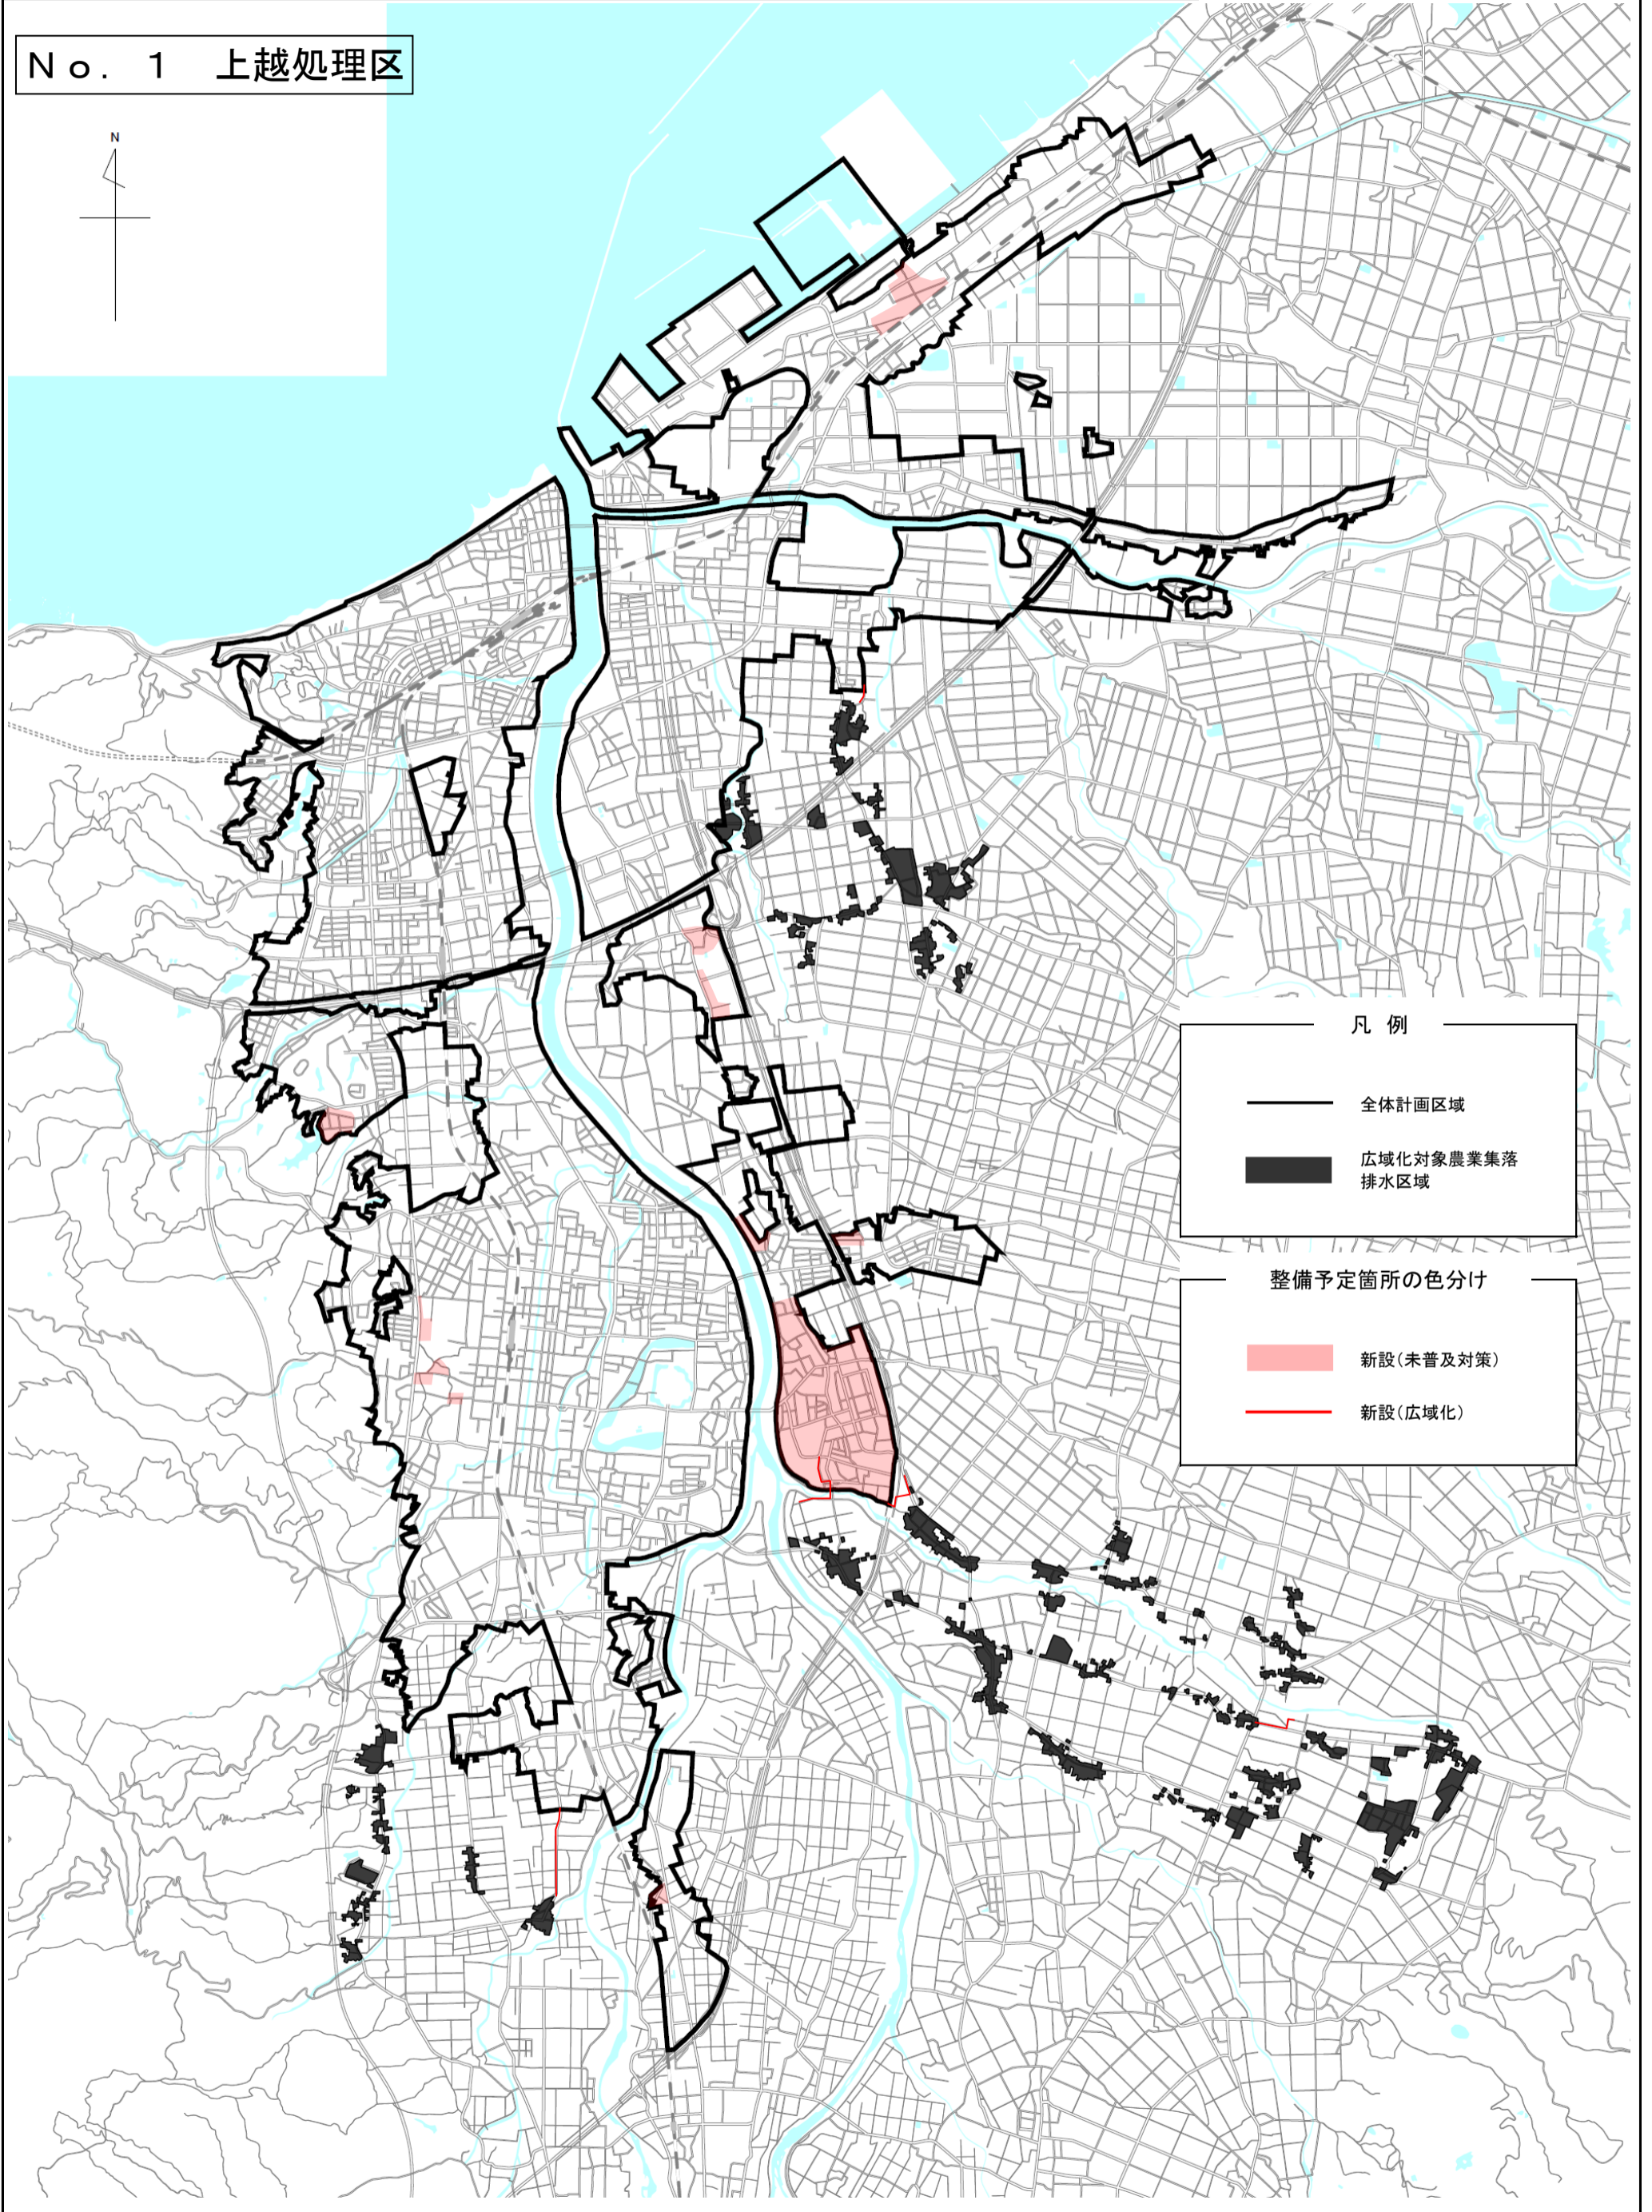 Ｎｏ．１　上越処理区
N
凡 例
全体計画区域
広域化対象農業集落
排水区域
整備予定箇所の色分け
新設（未普及対策）
新設（広域化）